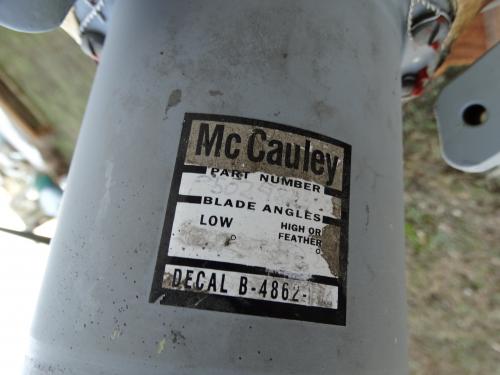 McCauley
PART NUMBER
BLADE ANGLES
LOW HIGH OR
FEATHER
° °
DECAL B-4862-